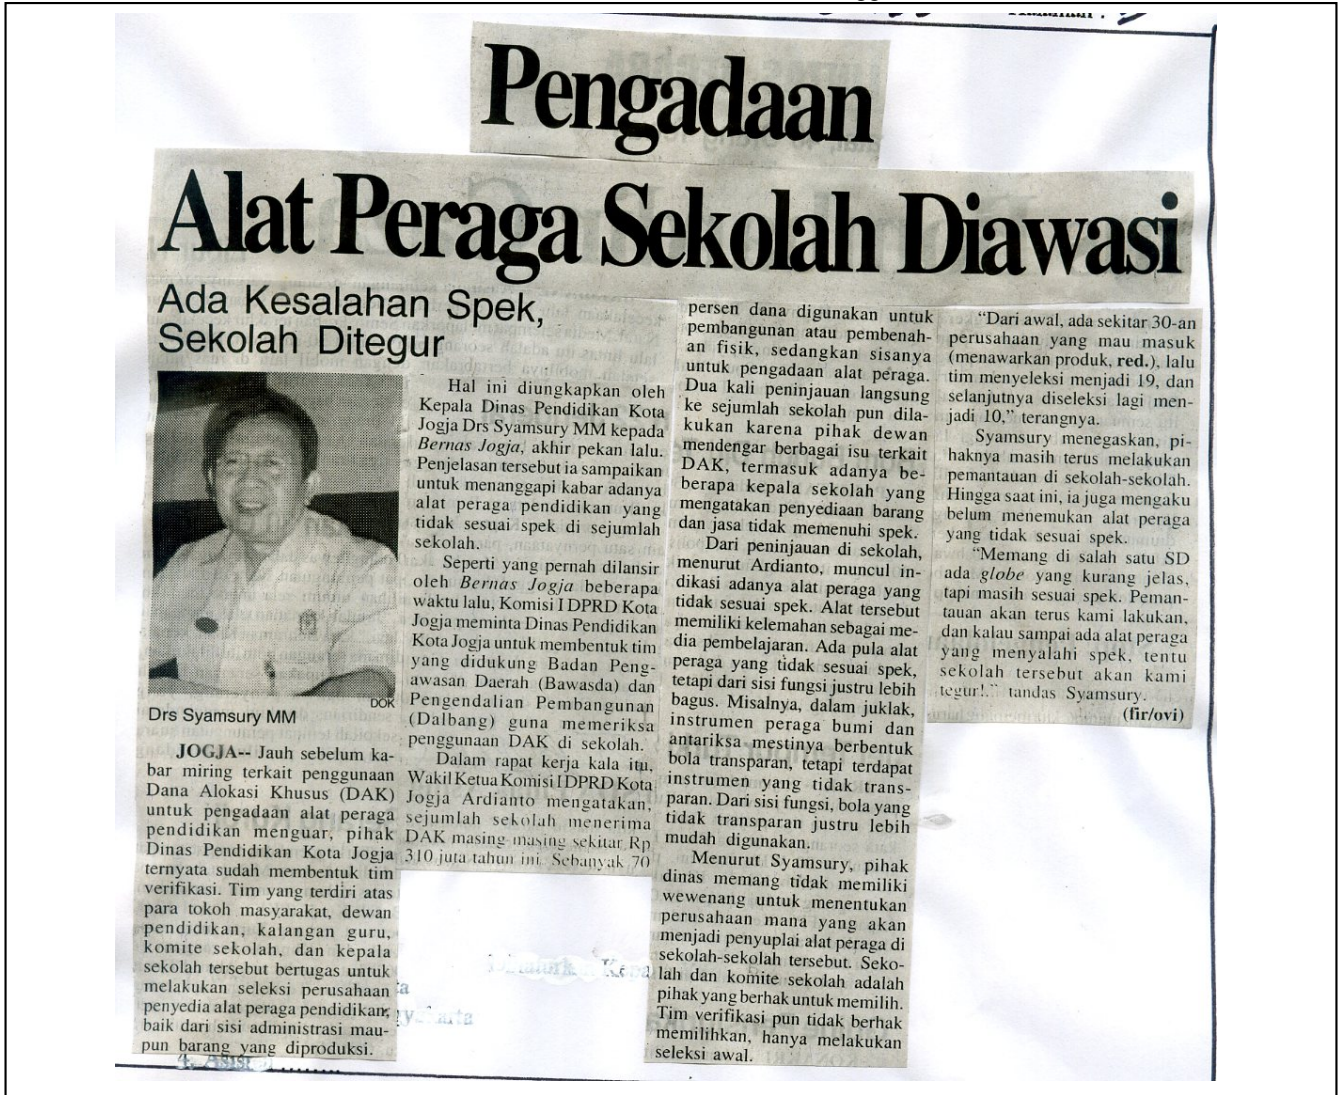 Pengadaan
Alat Peraga Sekolah Diawasi
Ada Kesalahan Spek,
Sekolah Ditegur
DOK
Drs Syamsury MM
JOGJA-- Jauh sebelum ka-
bar miring terkait penggunaan
Dana Alokasi Khusus (DAK)
untuk pengadaan alat peraga
pendidikan menguar, pihak
Dinas Pendidikan Kota Jogja
ternyata sudah membentuk tim
verifikasi. Tim yang terdiri atas
para tokoh masyarakat, dewan
pendidikan, kalangan guru,
komite sekolah, dan kepala
sekolah tersebut bertugas untuk
melakukan seleksi perusahaan
penyedia alat peraga pendidikan,
baik dari sisi administrasi mau-
pun barang yang diproduksi.
Hal ini diungkapkan oleh
Kepala Dinas Pendidikan Kota
Jogja Drs Syamsury MM kepada
Bernas Jogja, akhir pekan lalu.
Penjelasan tersebut ia sampaikan
untuk menanggapi kabar adanya
alat peraga pendidikan yang
tidak sesuai spek di sejumlah
sekolah.
Seperti yang pernah dilansir
oleh Bernas Jogja beberapa
waktu lalu, Komisi I DPRD Kota
Jogja meminta Dinas Pendidikan
Kota Jogja untuk membentuk tim
yang didukung Badan Peng-
awasan Daerah (Bawasda) dan
Pengendalian Pembangunan
(Dalbang) guna memeriksa
penggunaan DAK di sekolah.
Dalam rapat kerja kala itu,
Wakil Ketua Komisi I DPRD Kota
Jogja Ardianto mengatakan,
sejumlah sekolah menerima
DAK masing-masing sekitar Rp
310 juta tahun ini. Sebanyak 70
persen dana digunakan untuk
pembangunan atau pembenah-
an fisik, sedangkan sisanya
untuk pengadaan alat peraga.
Dua kali peninjauan langsung
ke sejumlah sekolah pun dila-
kukan karena pihak dewan
mendengar berbagai isu terkait
DAK, termasuk adanya be-
berapa kepala sekolah yang
mengatakan penyediaan barang
dan jasa tidak memenuhi spek.
Dari peninjauan di sekolah,
menurut Ardianto, muncul in-
dikasi adanya alat peraga yang
tidak sesuai spek. Alat tersebut
memiliki kelemahan sebagai me-
dia pembelajaran. Ada pula alat
peraga yang tidak sesuai spek,
tetapi dari sisi fungsi justru lebih
bagus. Misalnya, dalam juklak,
instrumen peraga bumi dan
antariksa mestinya berbentuk
bola transparan, tetapi terdapat
instrumen yang tidak trans-
paran. Dari sisi fungsi, bola yang
tidak transparan justru lebih
mudah digunakan.
Menurut Syamsury, pihak
dinas memang tidak memiliki
wewenang untuk menentukan
perusahaan mana yang akan
menjadi penyuplai alat peraga di
sekolah-sekolah tersebut. Seko-
lah dan komite sekolah adalah
pihak yang berhak untuk memilih.
Tim verifikasi pun tidak berhak
memilihkan, hanya melakukan
seleksi awal.
"Dari awal, ada sekitar 30-an
perusahaan yang mau masuk
(menawarkan produk, red.), lalu
tim menyeleksi menjadi 19, dan
selanjutnya diseleksi lagi men-
jadi 10," terangnya.
Syamsury menegaskan, pi-
haknya masih terus melakukan
pemantauan di sekolah-sekolah.
Hingga saat ini, ia juga mengaku
belum menemukan alat peraga
yang tidak sesuai spek.
"Memang di salah satu SD
ada globe yang kurang jelas,
tapi masih sesuai spek. Peman-
tauan akan terus kami lakukan,
dan kalau sampai ada alat peraga
yang menyalahi spek, tentu
sekolah tersebut akan kami
tegur!." tandas Syamsury.
(fir/ovi)